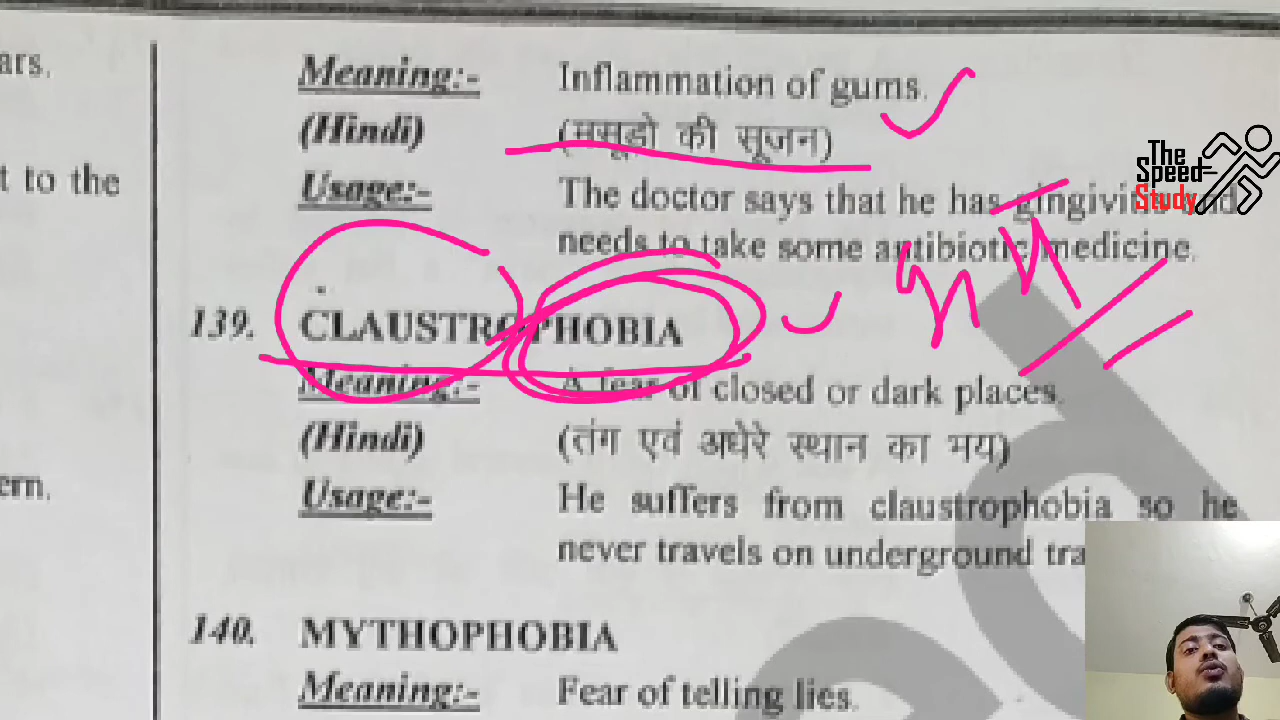 ars.
Meaning:- Inflammation of gums.
(Hindi) (मसूड़ो की सूजन)
t to the
Usage:- The doctor says that he has gingivitis and
needs to take some antibiotic medicine.
The
Speed
Study
139. CLAUSTROPHOBIA
भय
Meaning:- A fear of closed or dark places.
(Hindi) (तंग एवं अधेरे स्थान का भय)
ern.
Usage:- He suffers from claustrophobia so he
never travels on underground tra
140. MYTHOPHOBIA
Meaning:- Fear of telling lies.